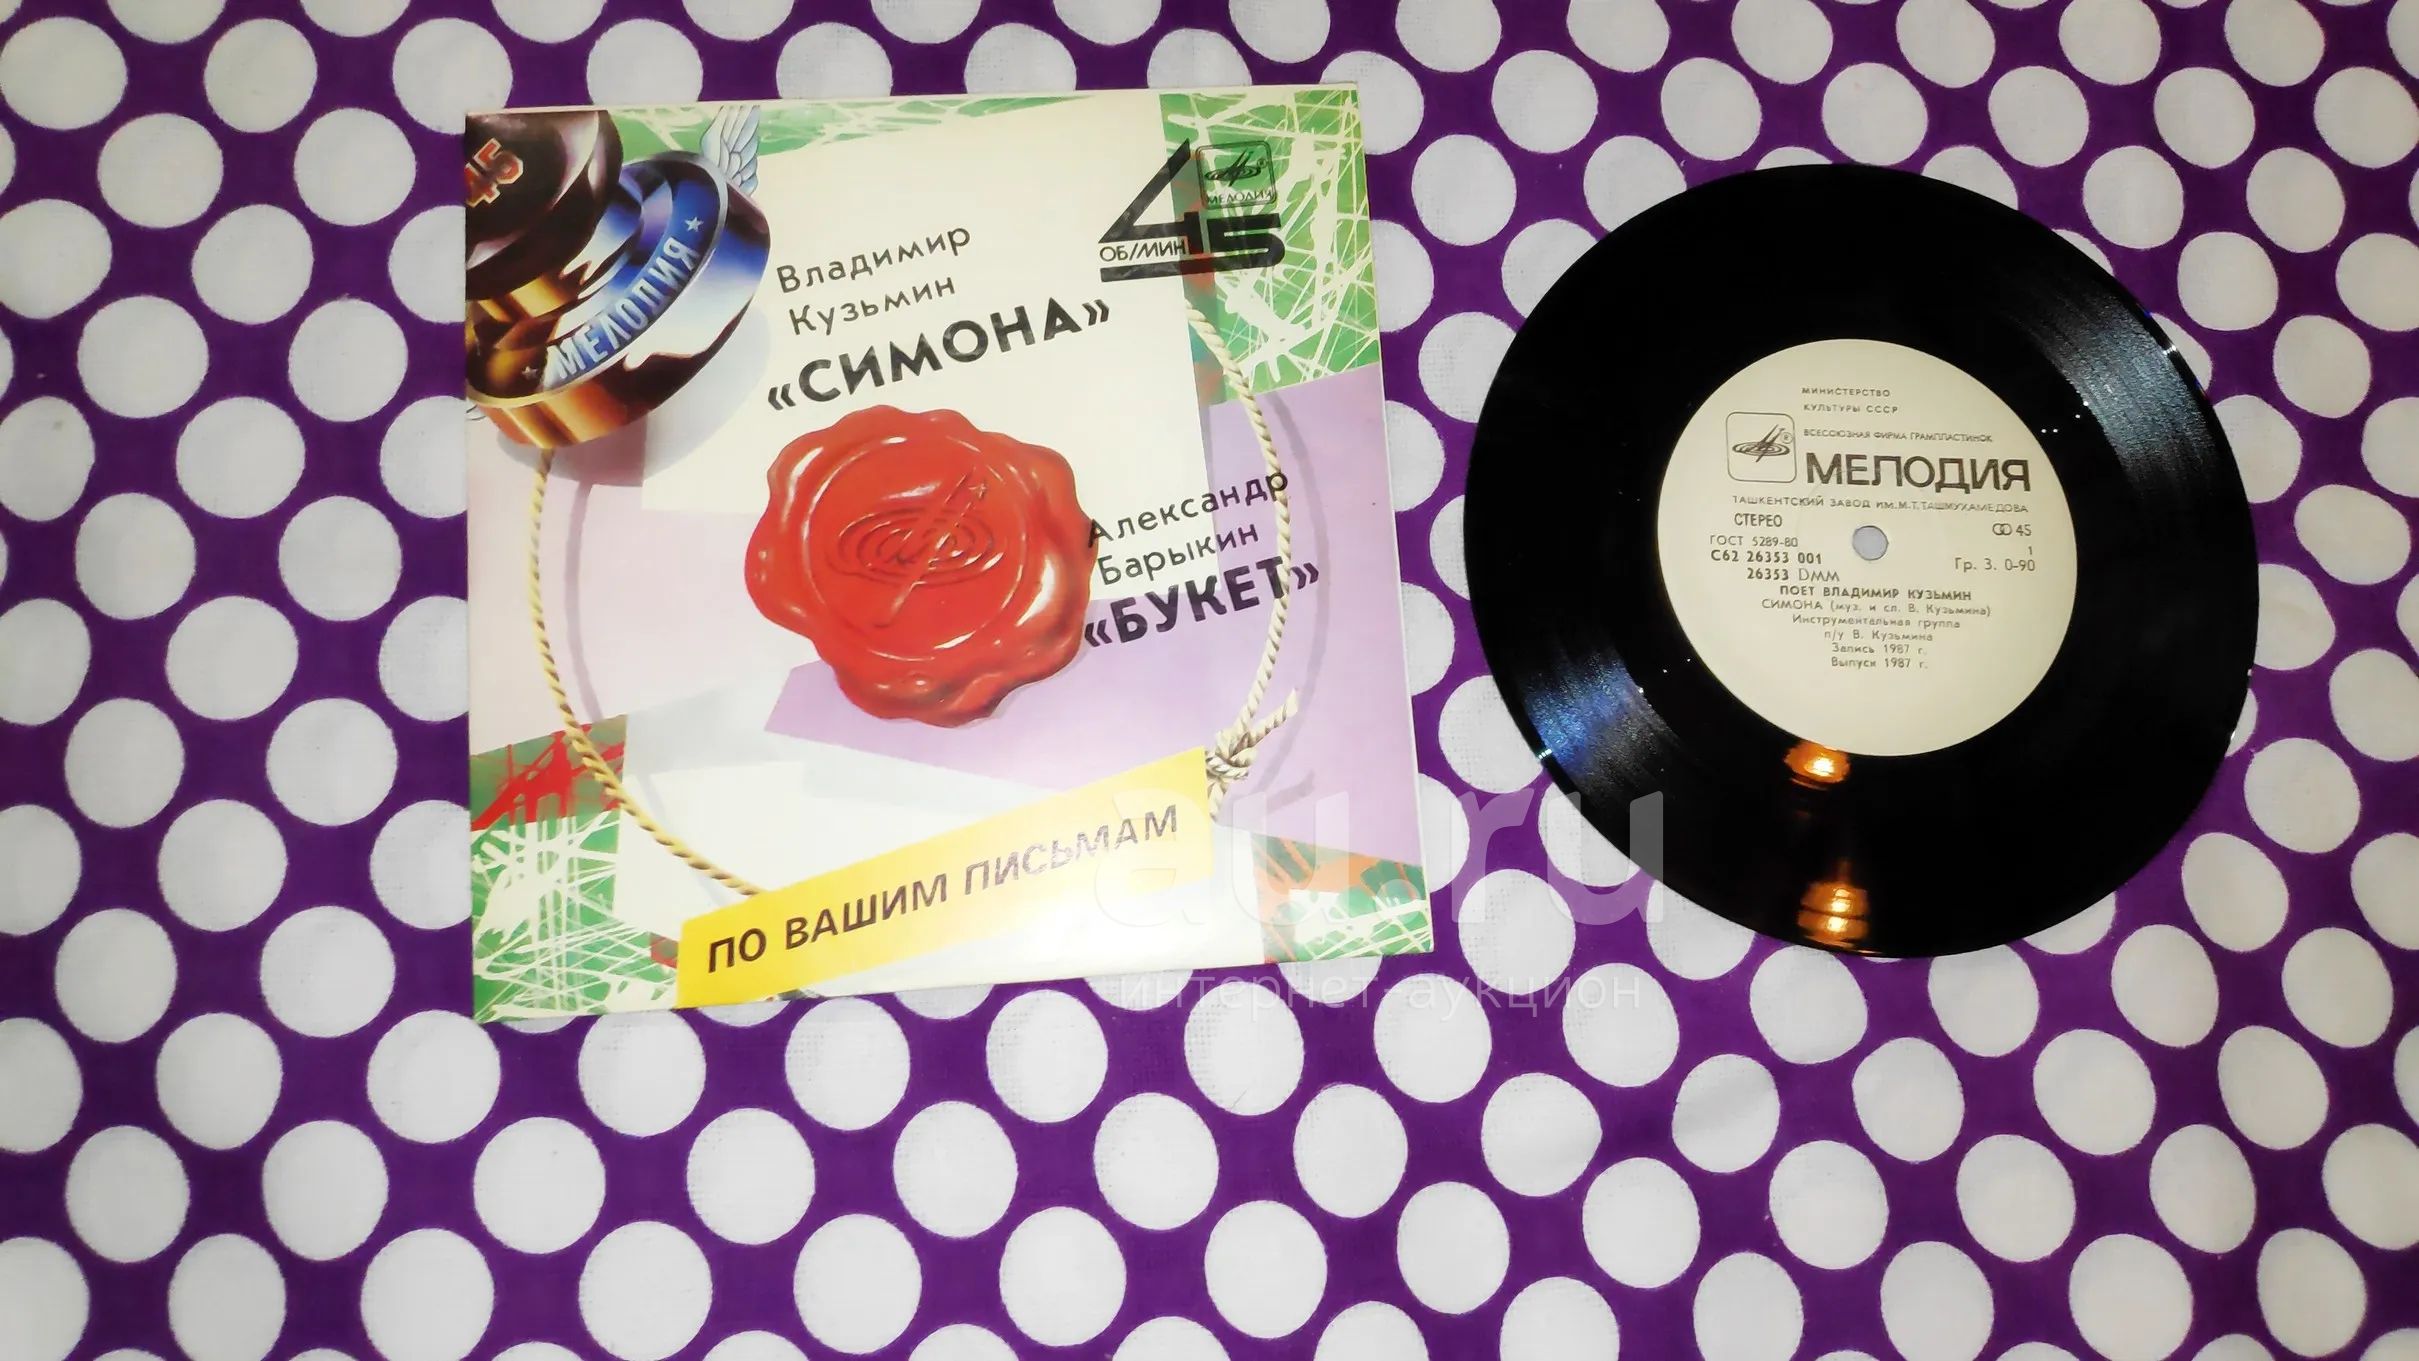 45
МЕЛОДИЯ
Владимир
Кузьмин
«СИМОНА»
45
ОБ/МИН
МЕЛОДИЯ
Александр
Барыкин
«БУКЕТ»
ПО ВАШИМ ПИСЬМАМ
МИНИСТЕРСТВО
КУЛЬТУРЫ СССР
ВСЕСОЮЗНАЯ ФИРМА ГРАМПЛАСТИНОК
МЕЛОДИЯ
ТАШКЕНТСКИЙ ЗАВОД ИМ. М.Т. ТАШМУХАМЕДОВА
СТЕРЕО
45
ГОСТ 5289-80
1
С62 26353 001
Гр. 3. 0-90
26353 DMM
ПОЕТ ВЛАДИМИР КУЗЬМИН
СИМОНА (муз. и сл. В. Кузьмина)
Инструментальная группа
п/у В. Кузьмина
Запись 1987 г.
Выпуск 1987 г.
au.ru
интернет-аукцион